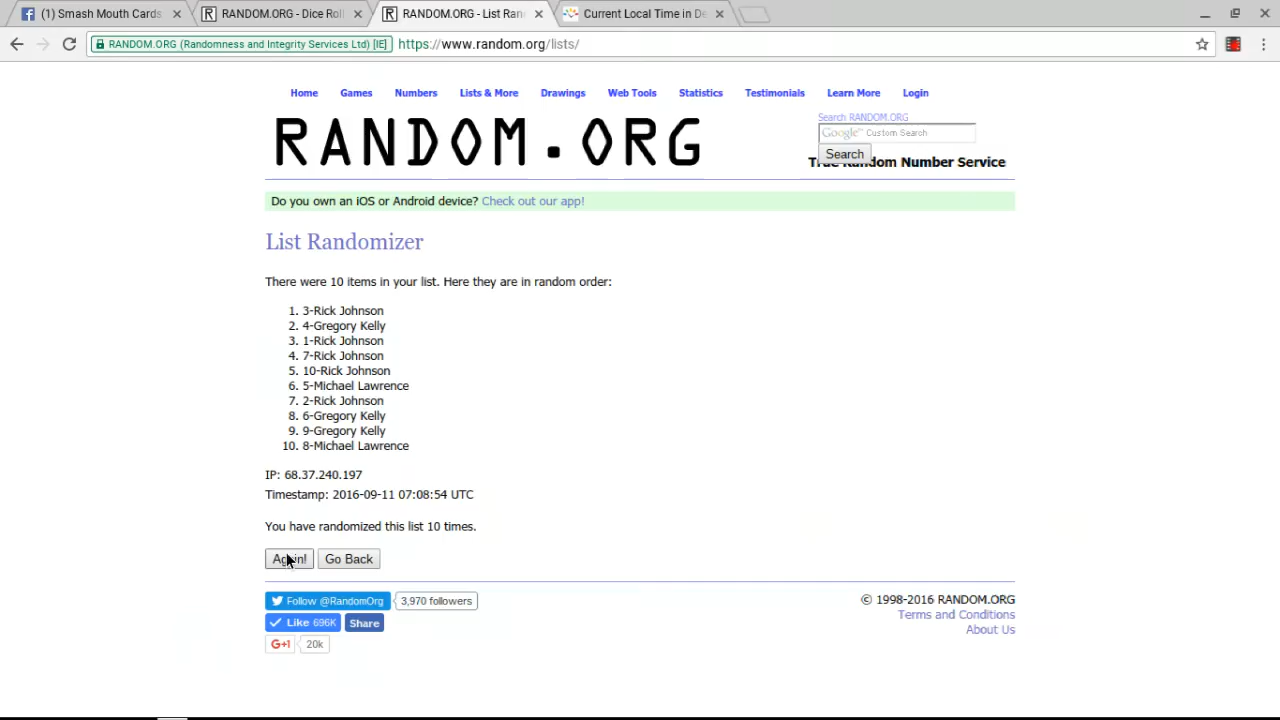 (1) Smash Mouth Cards
RANDOM.ORG - Dice Roll
RANDOM.ORG - List Ran
Current Local Time in De
RANDOM.ORG (Randomness and Integrity Services Ltd) [IE]
https://www.random.org/lists/
Home Games Numbers Lists & More Drawings Web Tools Statistics Testimonials Learn More Login
RANDOM.ORG
Search RANDOM.ORG
Google™ Custom Search
Search
True Random Number Service
Do you own an iOS or Android device? Check out our app!
List Randomizer
There were 10 items in your list. Here they are in random order:
1. 3-Rick Johnson
2. 4-Gregory Kelly
3. 1-Rick Johnson
4. 7-Rick Johnson
5. 10-Rick Johnson
6. 5-Michael Lawrence
7. 2-Rick Johnson
8. 6-Gregory Kelly
9. 9-Gregory Kelly
10. 8-Michael Lawrence
IP: 68.37.240.197
Timestamp: 2016-09-11 07:08:54 UTC
You have randomized this list 10 times.
Again! Go Back
Follow @RandomOrg 3,970 followers
Like 696K Share
G+1 20k
© 1998-2016 RANDOM.ORG
Terms and Conditions
About Us